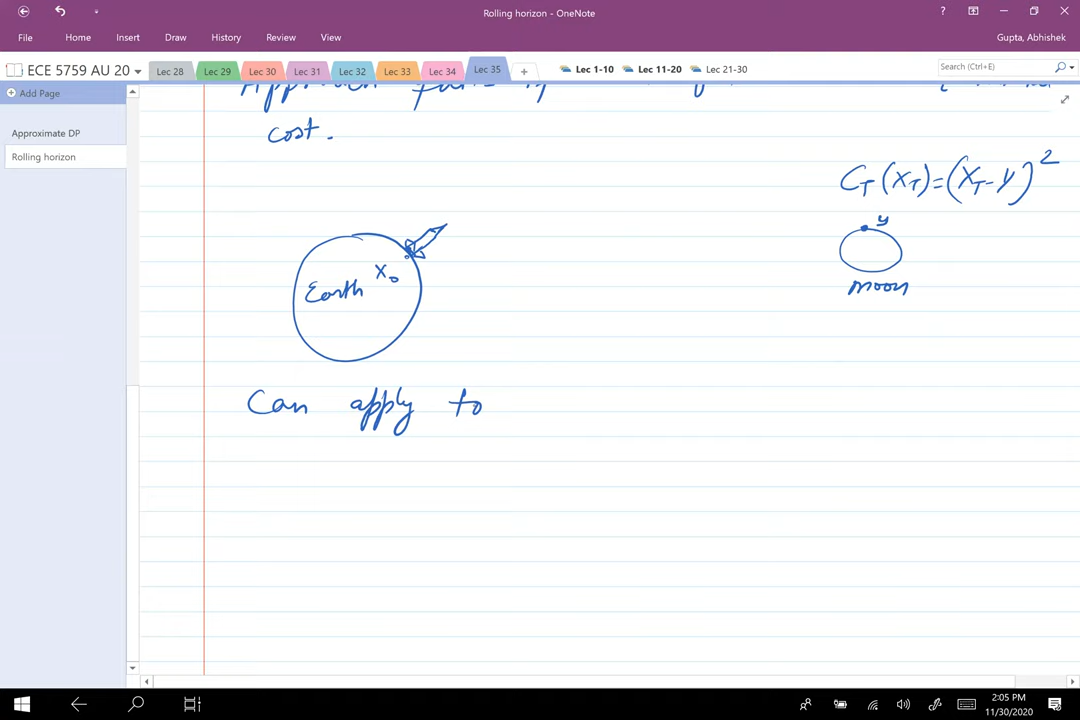 Rolling horizon - OneNote
File Home Insert Draw History Review View
Gupta, Abhishek
ECE 5759 AU 20
Lec 28 Lec 29 Lec 30 Lec 31 Lec 32 Lec 33 Lec 34 Lec 35
Lec 1-10 Lec 11-20 Lec 21-30
Search (Ctrl+E)
Add Page
Approximate DP
Rolling horizon
cost.
C_T (X_T) = (X_T - y)^2
y
Earth X_0
moon
Can apply to
2:05 PM
11/30/2020